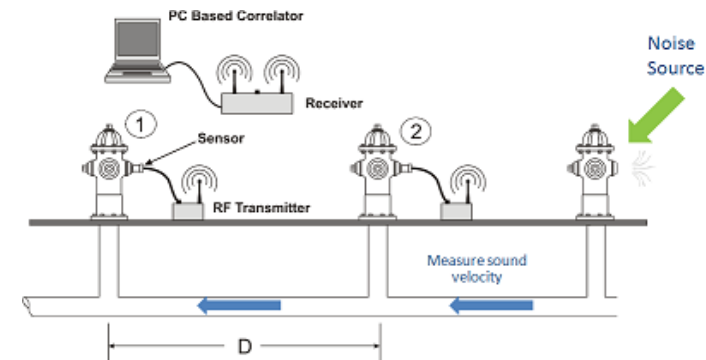 PC Based Correlator
Noise
Source
Receiver
1
2
Sensor
RF Transmitter
Measure sound
velocity
D